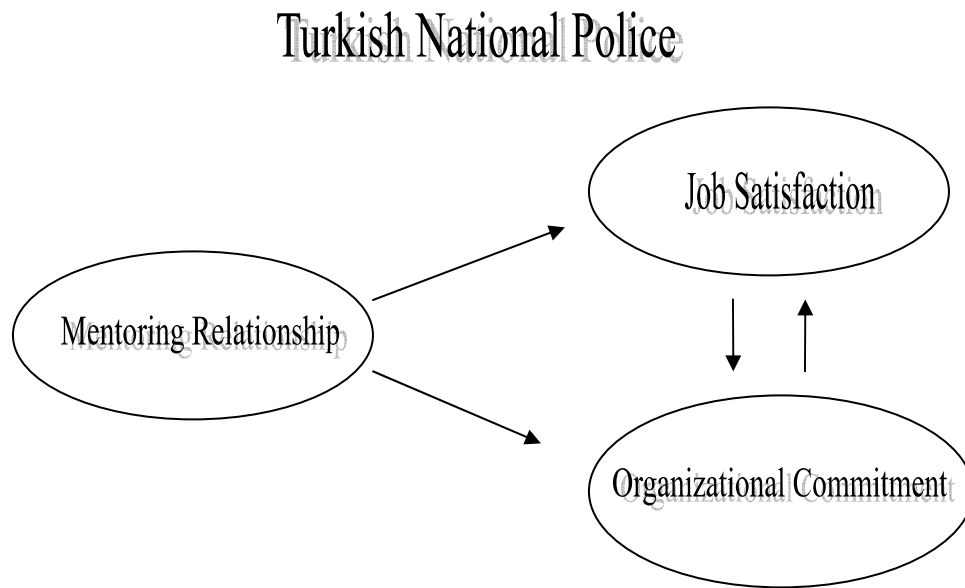 Turkish National Police
Job Satisfaction
Mentoring Relationship
Organizational Commitment